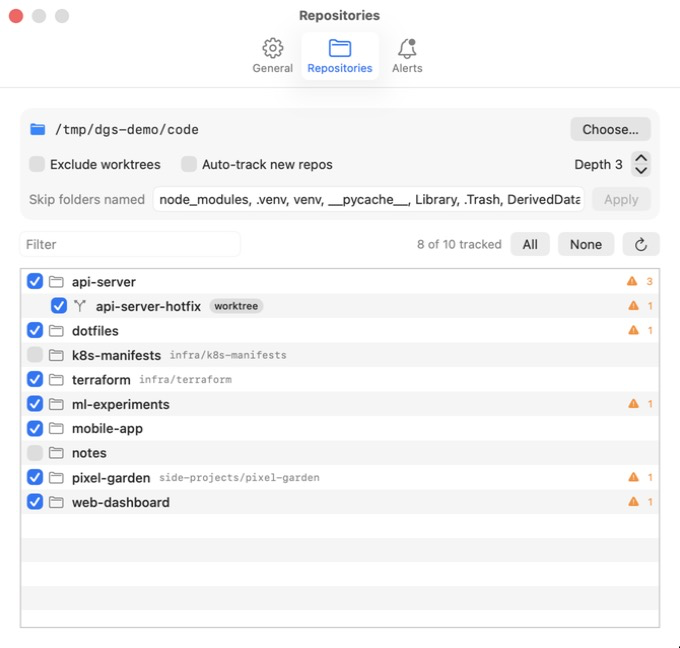 Repositories
General Repositories Alerts
/tmp/dgs-demo/code Choose...
Exclude worktrees Auto-track new repos Depth 3
Skip folders named node_modules, .venv, venv, __pycache__, Library, .Trash, DerivedData Apply
Filter 8 of 10 tracked All None
api-server 3
api-server-hotfix worktree 1
dotfiles 1
k8s-manifests infra/k8s-manifests
terraform infra/terraform
ml-experiments 1
mobile-app
notes
pixel-garden side-projects/pixel-garden 1
web-dashboard 1